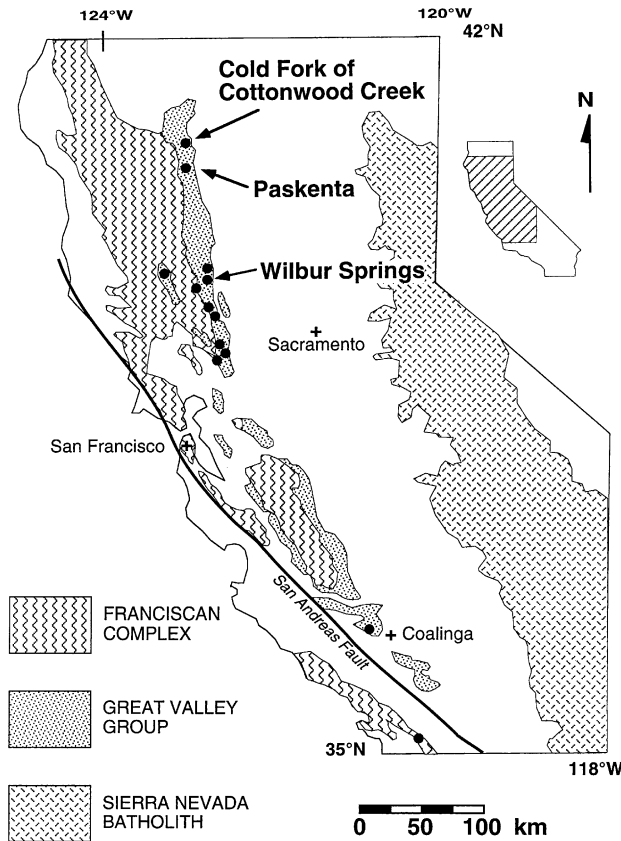 124°W
120°W
42°N
Cold Fork of
Cottonwood Creek
N
Paskenta
Wilbur Springs
Sacramento
San Francisco
San Andreas Fault
Coalinga
FRANCISCAN
COMPLEX
GREAT VALLEY
GROUP
35°N
118°W
SIERRA NEVADA
BATHOLITH
0 50 100 km